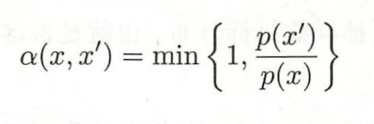 α(x, x′) = min { 1, p(x′) / p(x) }